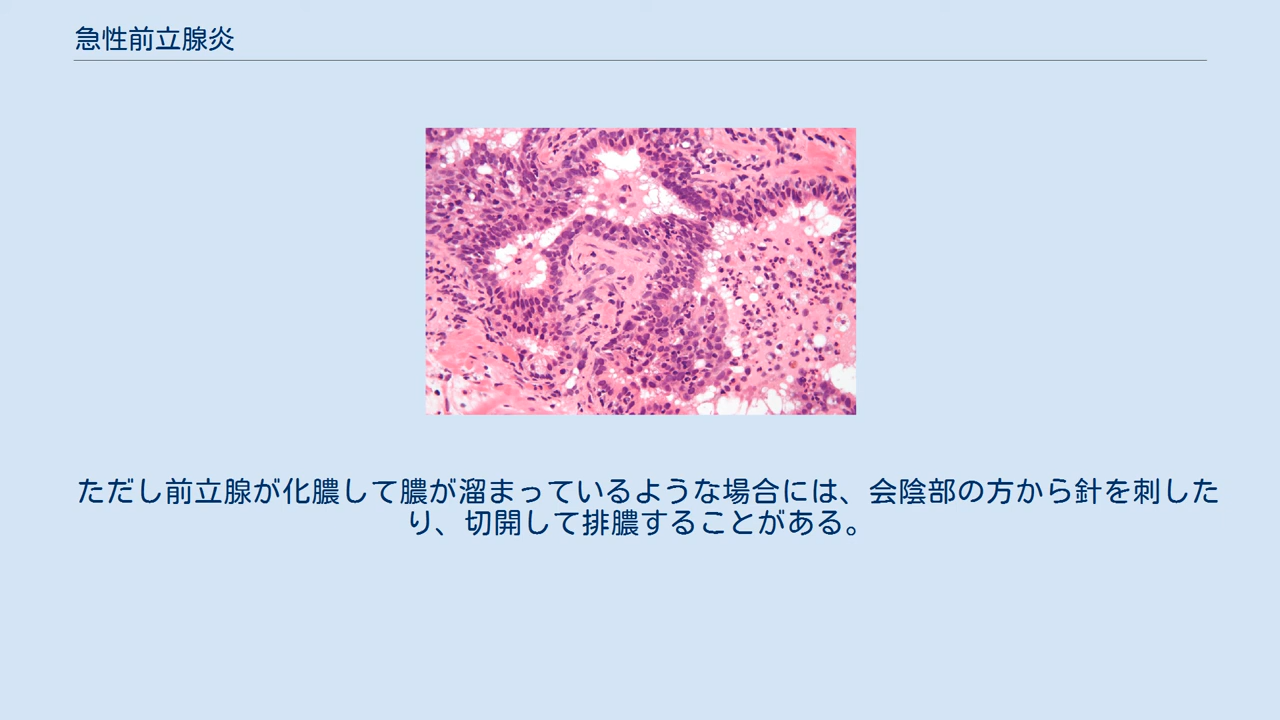 急性前立腺炎
ただし前立腺が化膿して膿が溜まっているような場合には、会陰部の方から針を刺した
り、切開して排膿することがある。